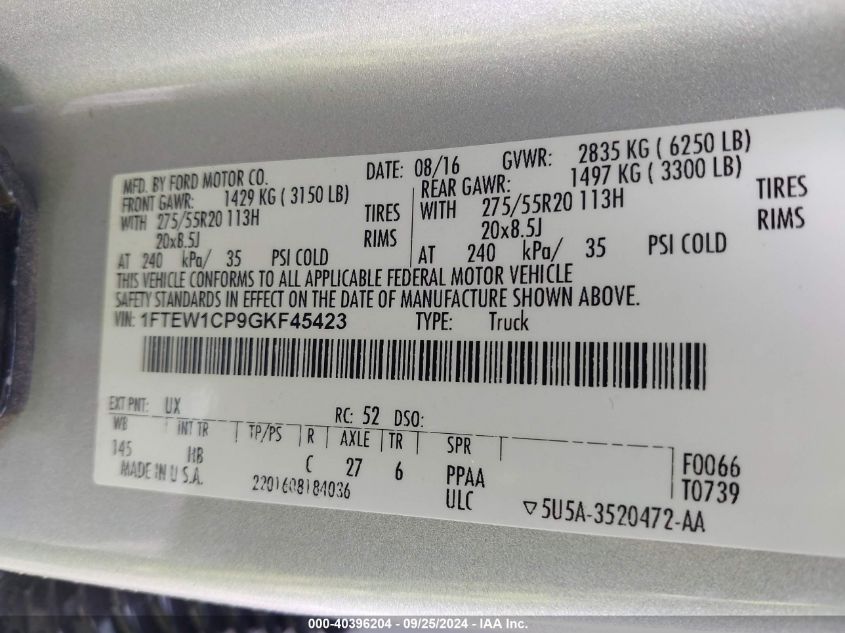 MFD. BY FORD MOTOR CO. DATE: 08/16 GVWR: 2835 KG ( 6250 LB)
FRONT GAWR: 1429 KG ( 3150 LB) REAR GAWR: 1497 KG ( 3300 LB)
WITH 275/55R20 113H TIRES WITH 275/55R20 113H TIRES
20x8.5J RIMS 20x8.5J RIMS
AT 240 kPa/ 35 PSI COLD AT 240 kPa/ 35 PSI COLD
THIS VEHICLE CONFORMS TO ALL APPLICABLE FEDERAL MOTOR VEHICLE
SAFETY STANDARDS IN EFFECT ON THE DATE OF MANUFACTURE SHOWN ABOVE.
VIN: 1FTEW1CP9GKF45423 TYPE: Truck
EXT PNT: UX RC: 52 DSO:
WB INT TR TP/PS R AXLE TR SPR
145 HB C 27 6 PPAA F0066
MADE IN U.S.A. 2201608184036 ULC T0739
▽5U5A-3520472-AA
000-40396204 - 09/25/2024 - IAA Inc.